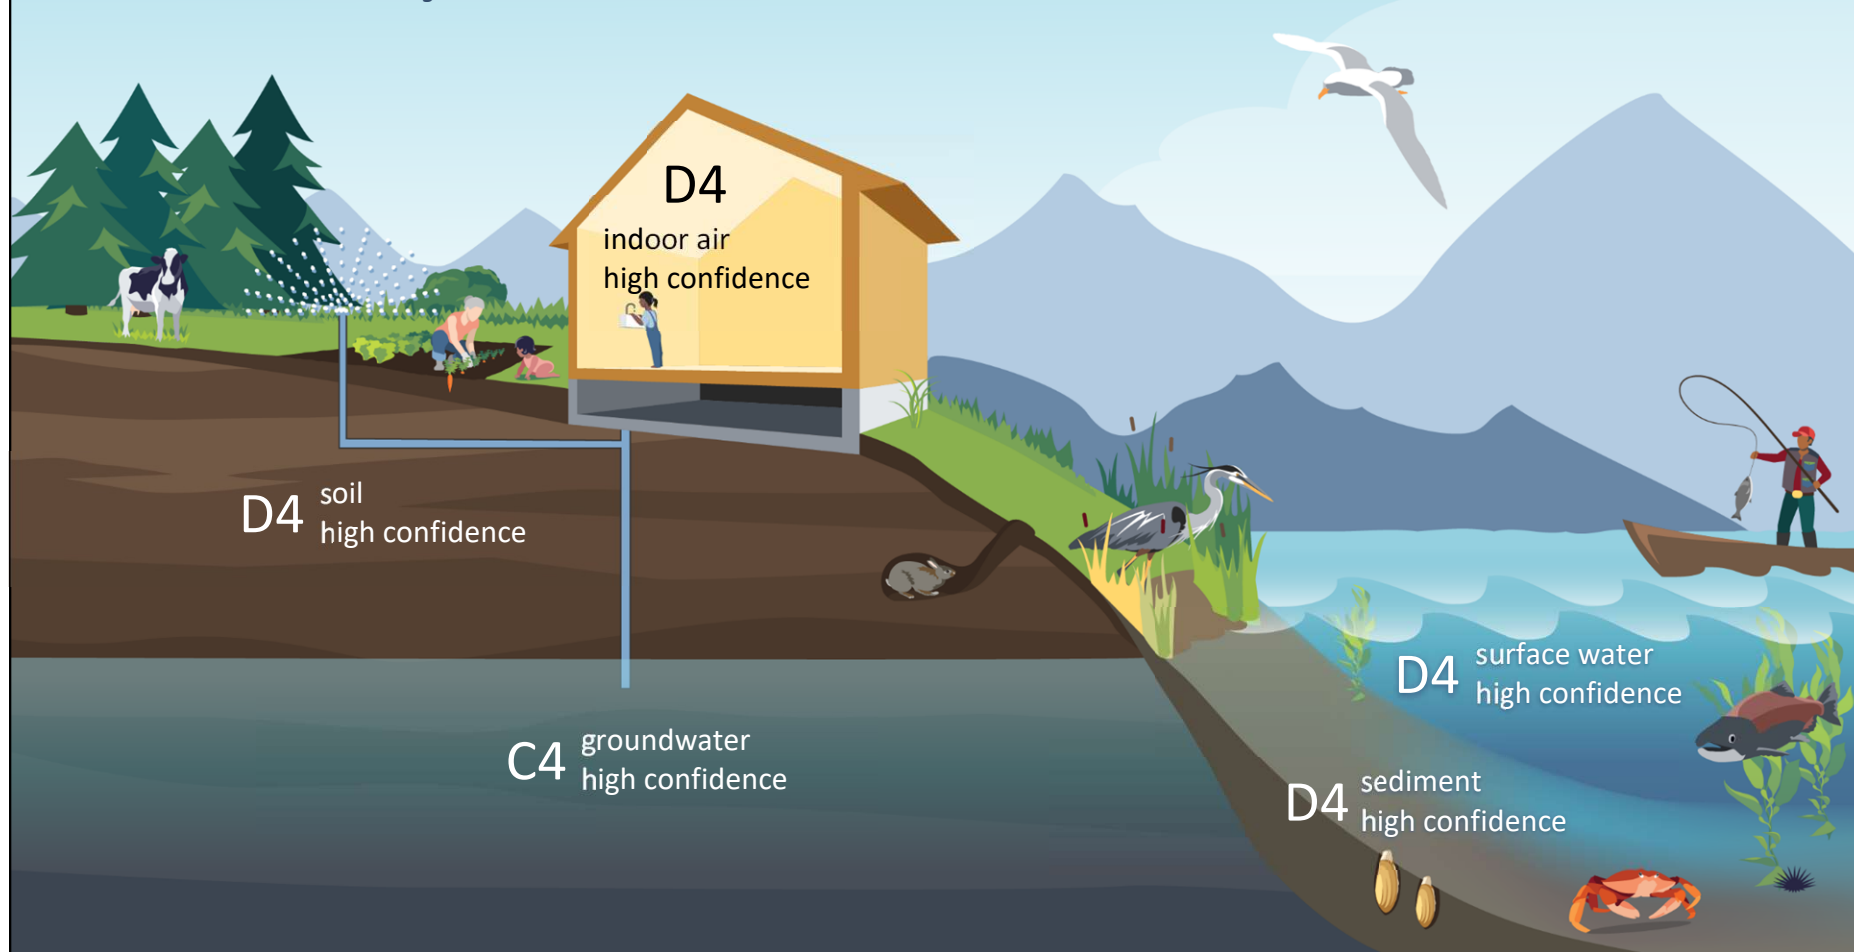 D4
indoor air
high confidence
D4
soil
high confidence
C4
groundwater
high confidence
D4
surface water
high confidence
D4
sediment
high confidence